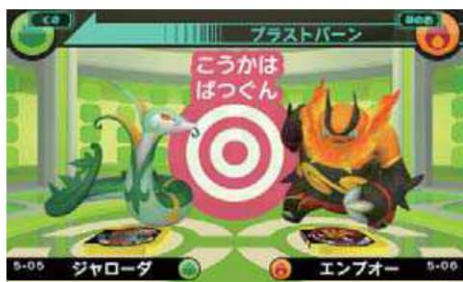 くさ
ほのお
ブラストバーン
こうかは
ばつぐん
5-05 ジャローダ
エンブオー 5-06